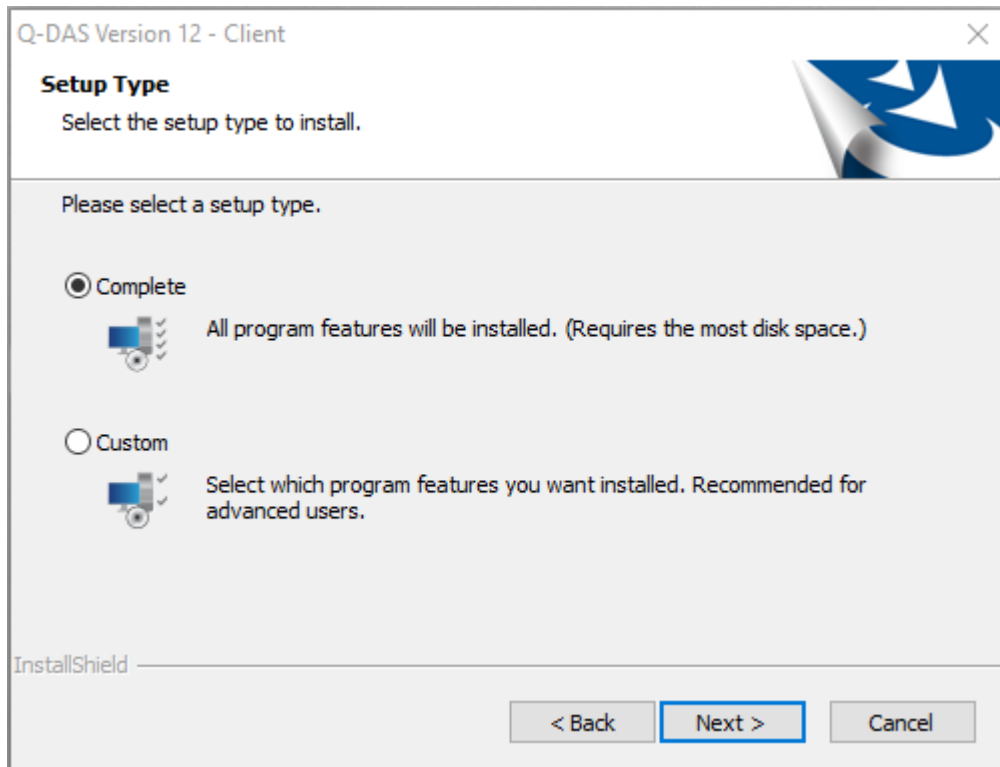 Q-DAS Version 12 - Client
Setup Type
Select the setup type to install.
Please select a setup type.
Complete
All program features will be installed. (Requires the most disk space.)
Custom
Select which program features you want installed. Recommended for
advanced users.
InstallShield
< Back Next > Cancel